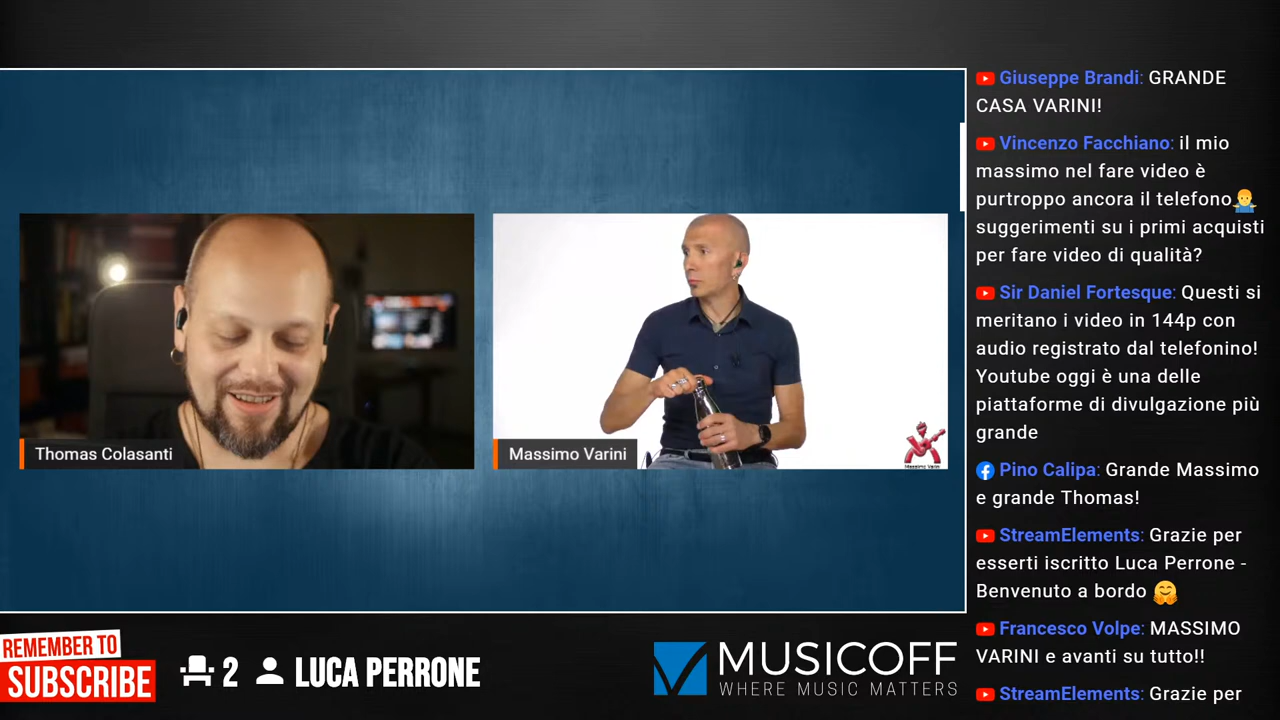 Thomas Colasanti
Massimo Varini
Massimo Varini
REMEMBER TO
SUBSCRIBE
2
LUCA PERRONE
MUSICOFF
WHERE MUSIC MATTERS
Giuseppe Brandi: GRANDE
CASA VARINI!
Vincenzo Facchiano: il mio
massimo nel fare video è
purtroppo ancora il telefono🤷‍♂️
suggerimenti su i primi acquisti
per fare video di qualità?
Sir Daniel Fortesque: Questi si
meritano i video in 144p con
audio registrato dal telefonino!
Youtube oggi è una delle
piattaforme di divulgazione più
grande
Pino Calipa: Grande Massimo
e grande Thomas!
StreamElements: Grazie per
esserti iscritto Luca Perrone -
Benvenuto a bordo 🤗
Francesco Volpe: MASSIMO
VARINI e avanti su tutto!!
StreamElements: Grazie per